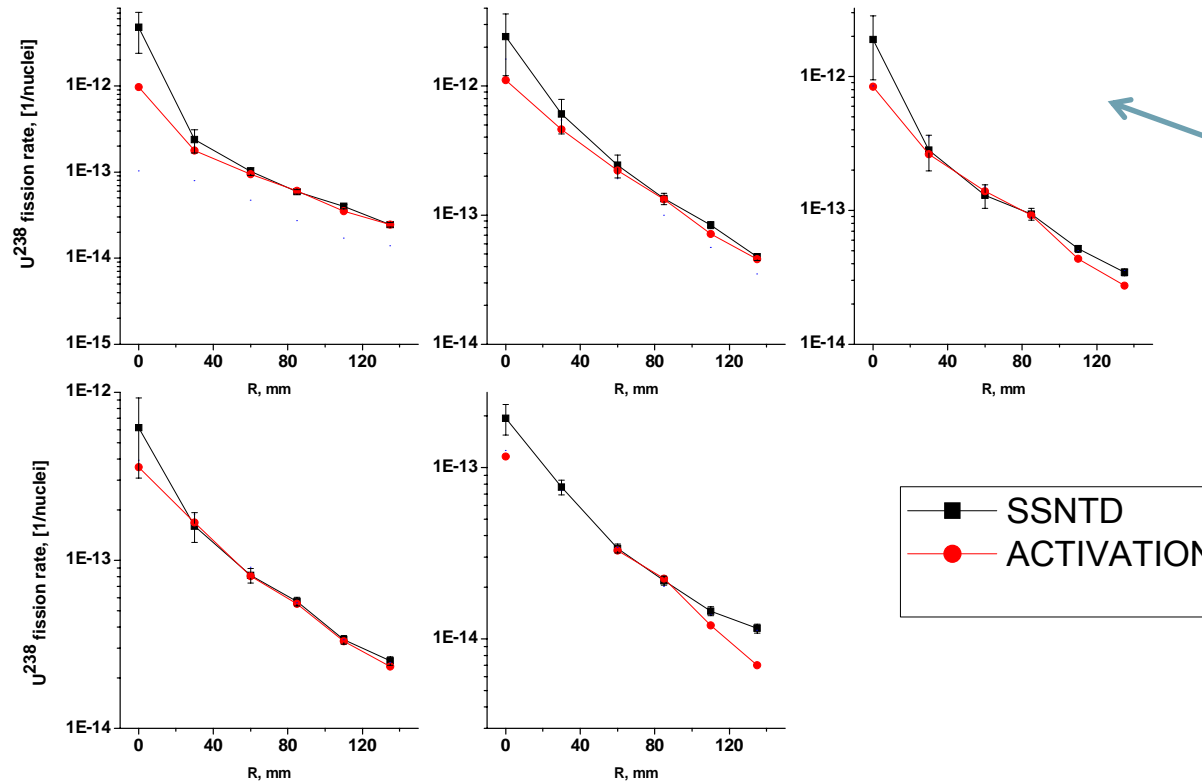 U238 fission rate, [1/nuclei]
1E-12
1E-13
1E-14
1E-15
0 40 80 120
R, mm
1E-12
1E-13
1E-14
0 40 80 120
R, mm
1E-12
1E-13
1E-14
0 40 80 120
R, mm
U238 fission rate, [1/nuclei]
1E-12
1E-13
1E-14
0 40 80 120
R, mm
1E-13
1E-14
0 40 80 120
R, mm
SSNTD
ACTIVATION